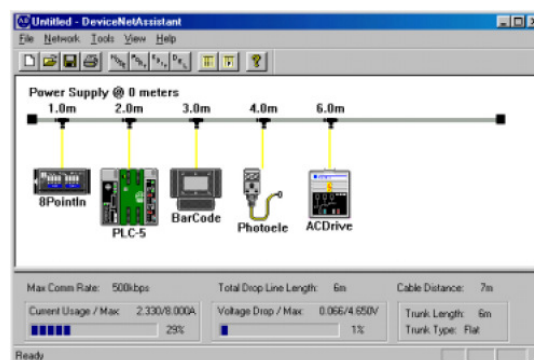 Untitled - DeviceNetAssistant
File Network Tools View Help
Power Supply @ 0 meters
1.0m 2.0m 3.0m 4.0m 6.0m
8PointIn PLC-5 BarCode Photoele ACDrive
Max Comm Rate: 500kbps Total Drop Line Length: 6m Cable Distance: 7m
Current Usage / Max: 2.330/8.000A Voltage Drop / Max: 0.066/4.650V Trunk Length: 6m
29% 1% Trunk Type: Flat
Ready